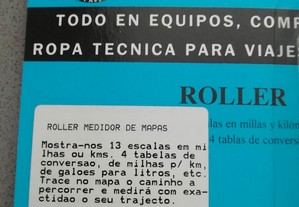 TODO EN EQUIPOS, COMP
ROPA TECNICA PARA VIAJE
ROLLER
las en millas y kilóm
4 tablas de convers
ROLLER MEDIDOR DE MAPAS
Mostra-nos 13 escalas em mi
lhas ou kms. 4 tabelas de
conversao, de milhas p/ km,
de galoes para litros, etc.
Trace no mapa o caminho a
percorrer e medirá com exa-
ctidao o seu trajecto.